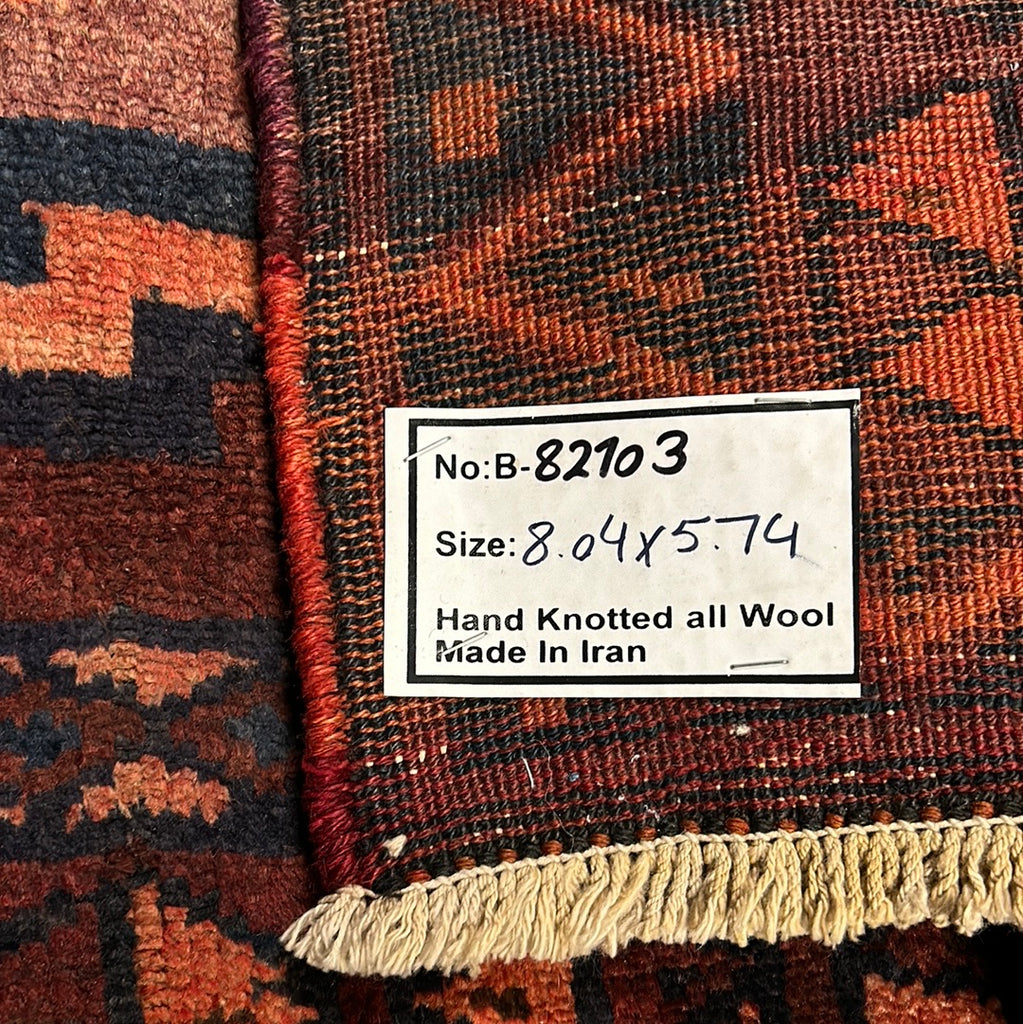 No:B-82103
Size:8.04x5.74
Hand Knotted all Wool
Made In Iran